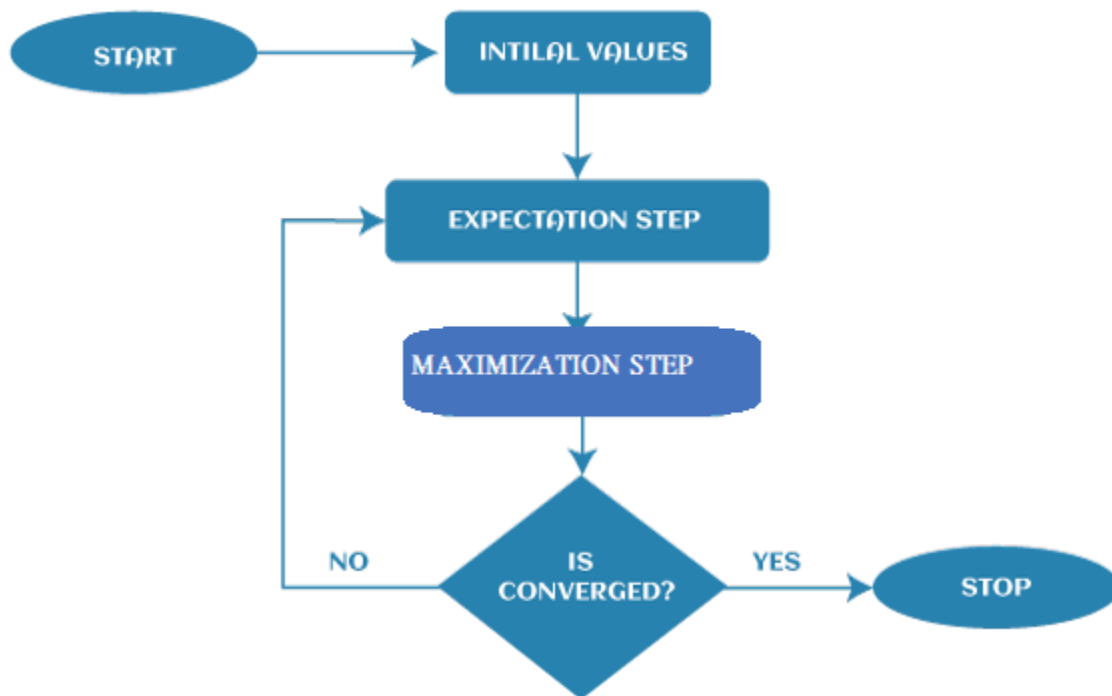 START
INTILAL VALUES
EXPECTATION STEP
MAXIMIZATION STEP
IS
CONVERGED?
NO
YES
STOP